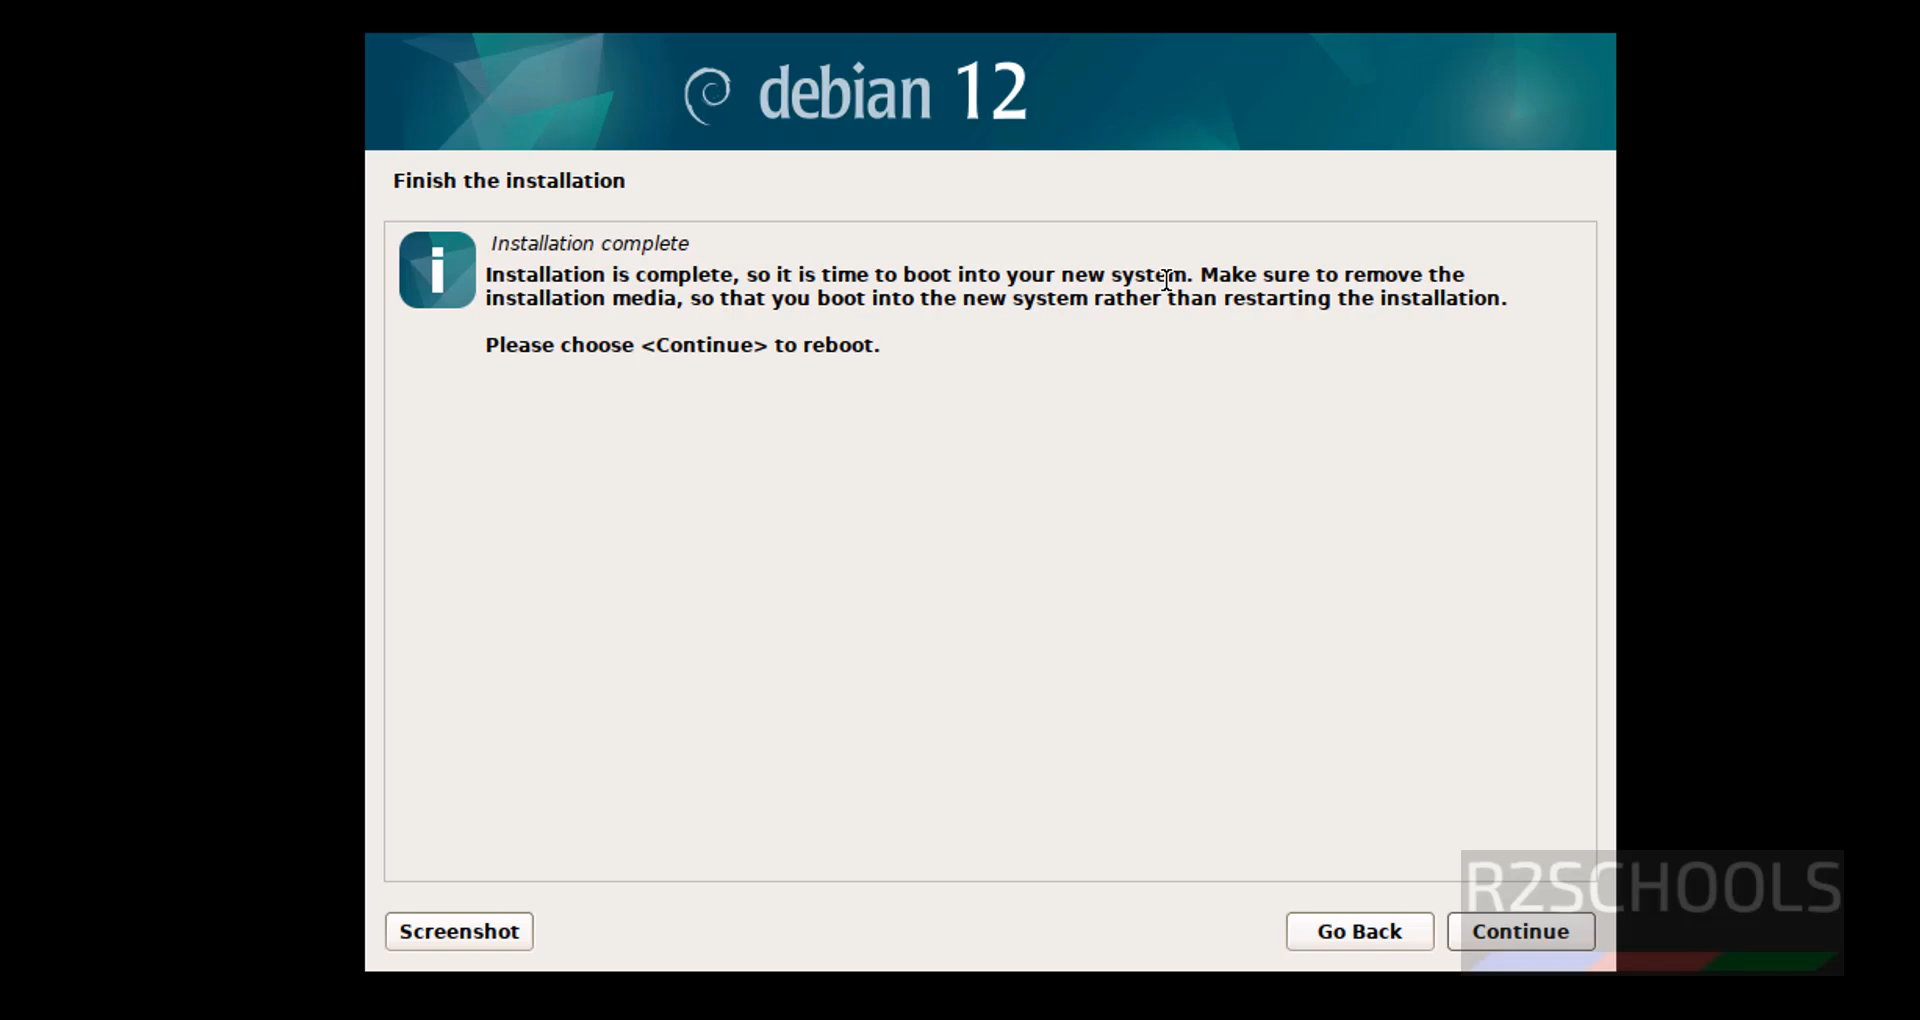 debian 12
Finish the installation
Installation complete
Installation is complete, so it is time to boot into your new system. Make sure to remove the
installation media, so that you boot into the new system rather than restarting the installation.
Please choose <Continue> to reboot.
R2SCHOOLS
Screenshot
Go Back
Continue